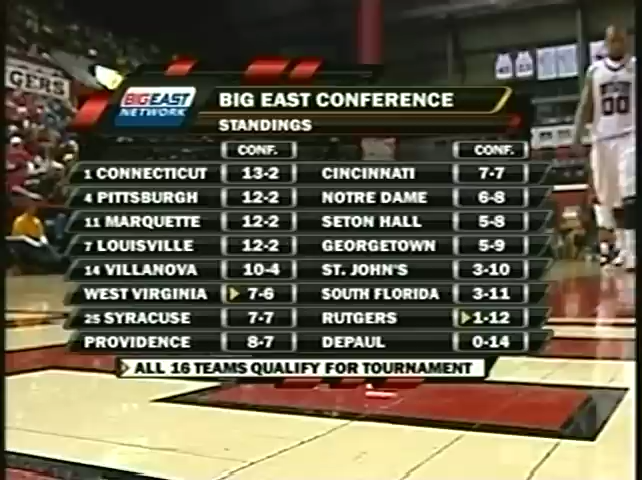 GERS
BIG EAST
NETWORK
BIG EAST CONFERENCE
STANDINGS
CONF. CONF.
1 CONNECTICUT 13-2 CINCINNATI 7-7
4 PITTSBURGH 12-2 NOTRE DAME 6-8
11 MARQUETTE 12-2 SETON HALL 5-8
7 LOUISVILLE 12-2 GEORGETOWN 5-9
14 VILLANOVA 10-4 ST. JOHN'S 3-10
WEST VIRGINIA 7-6 SOUTH FLORIDA 3-11
25 SYRACUSE 7-7 RUTGERS 1-12
PROVIDENCE 8-7 DEPAUL 0-14
ALL 16 TEAMS QUALIFY FOR TOURNAMENT
00